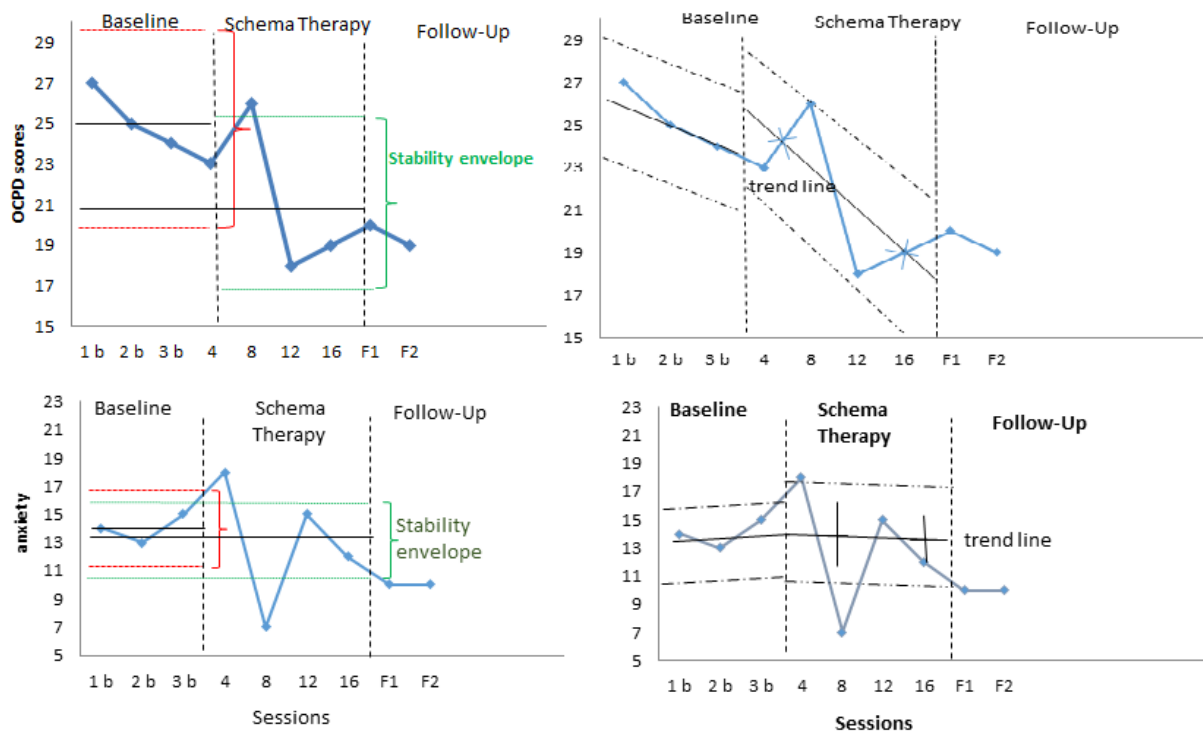 Baseline Schema Therapy Follow-Up
29
27
25
23
21
19
17
15
OCPD scores
Stability envelope
1 b 2 b 3 b 4 8 12 16 F1 F2
Baseline Schema Therapy Follow-Up
29
27
25
23
21
19
17
15
trend line
1 b 2 b 3 b 4 8 12 16 F1 F2
23
21
19
17
15
13
11
9
7
5
anxiety
Baseline Schema Follow-Up
Therapy
Stability
envelope
1 b 2 b 3 b 4 8 12 16 F1 F2
Sessions
23
21
19
17
15
13
11
9
7
5
Baseline Schema Follow-Up
Therapy
trend line
1 b 2 b 3 b 4 8 12 16 F1 F2
Sessions